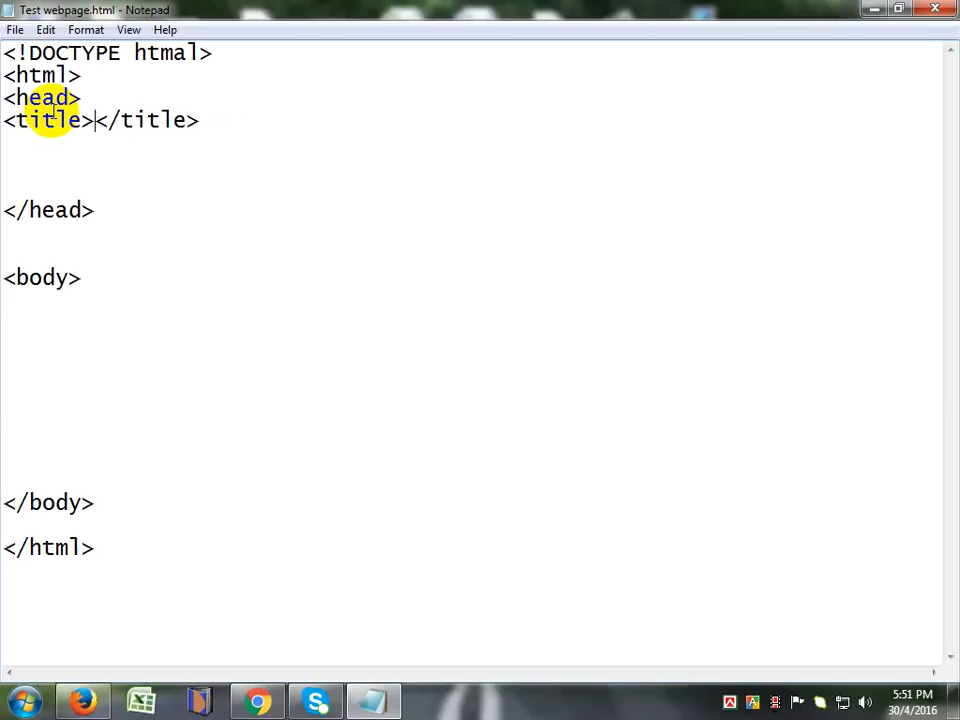 Test webpage.html - Notepad
File Edit Format View Help
<!DOCTYPE htmal>
<html>
<head>
<title></title>
</head>
<body>
</body>
</html>
5:51 PM
30/4/2016